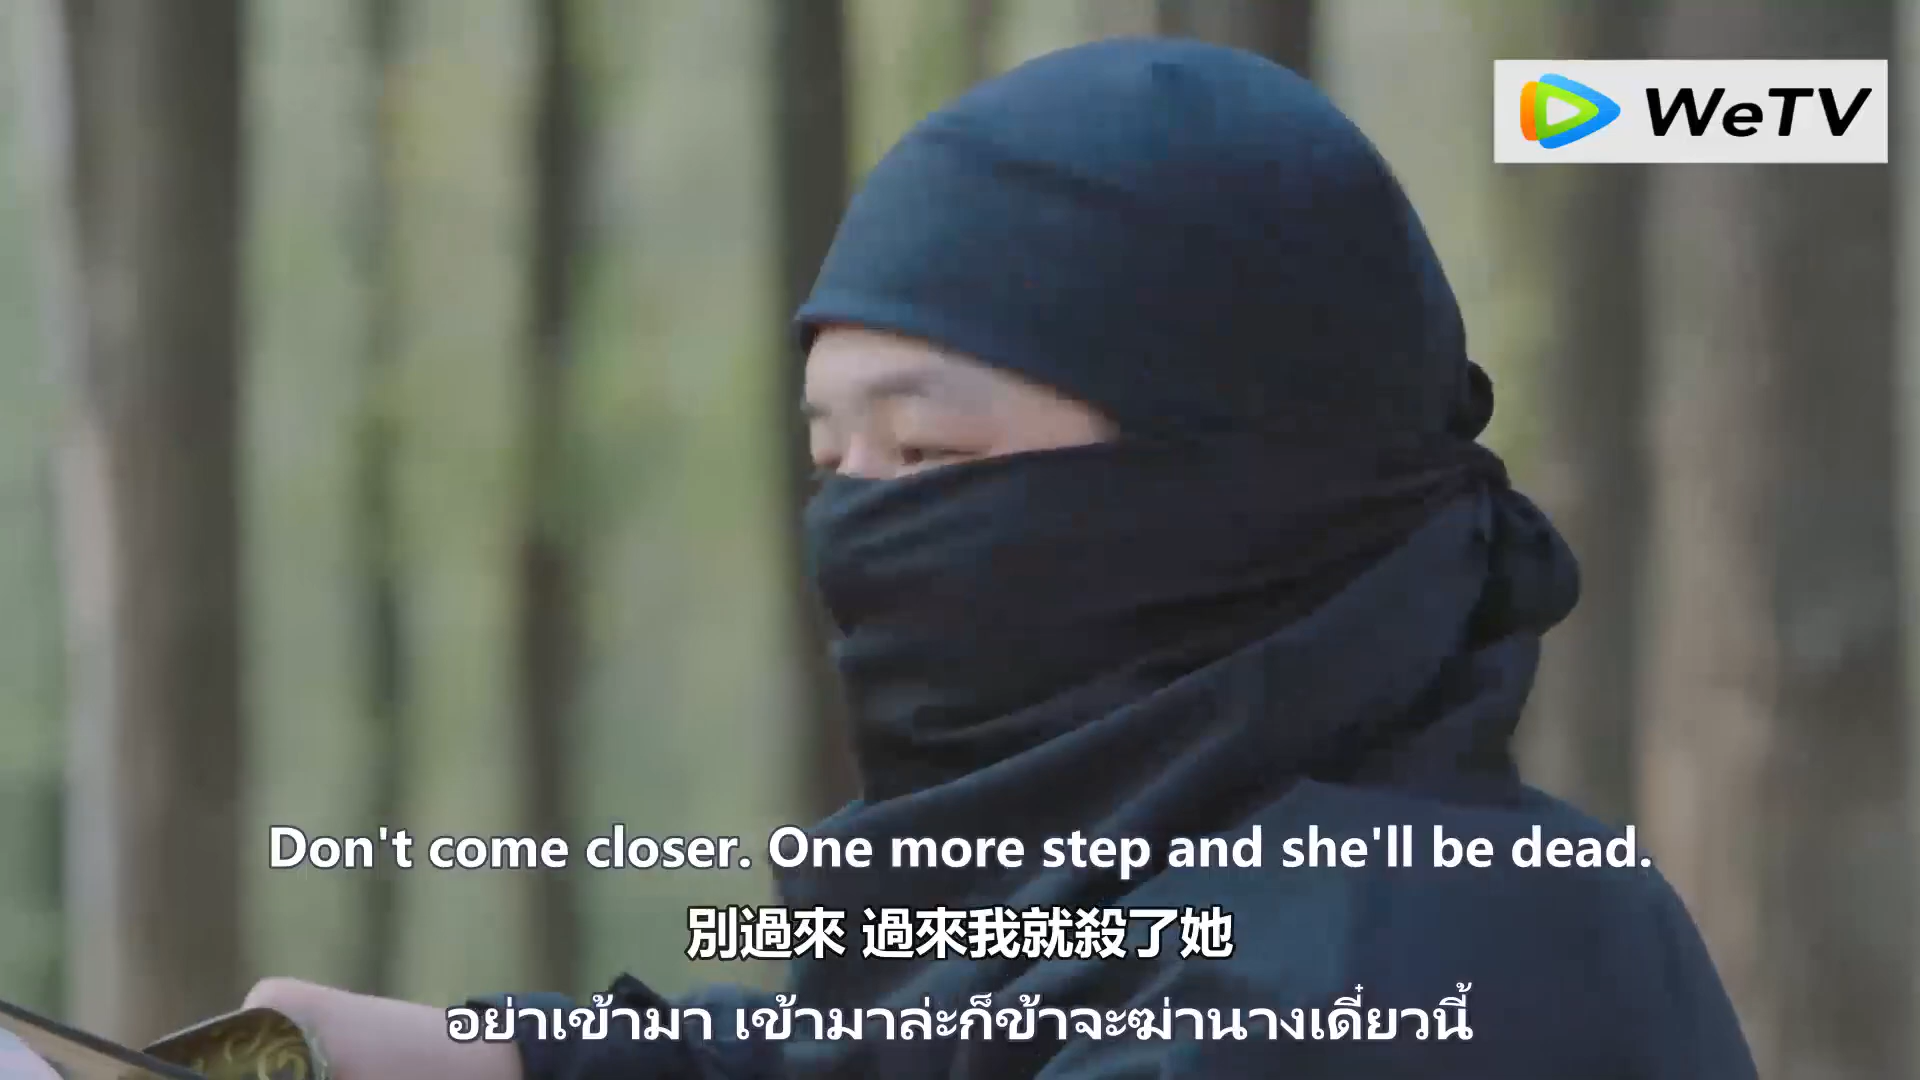 WeTV
Don't come closer. One more step and she'll be dead.
別過來 過來我就殺了她
อย่าเข้ามา เข้ามาล่ะก็ข้าจะฆ่านางเดี๋ยวนี้